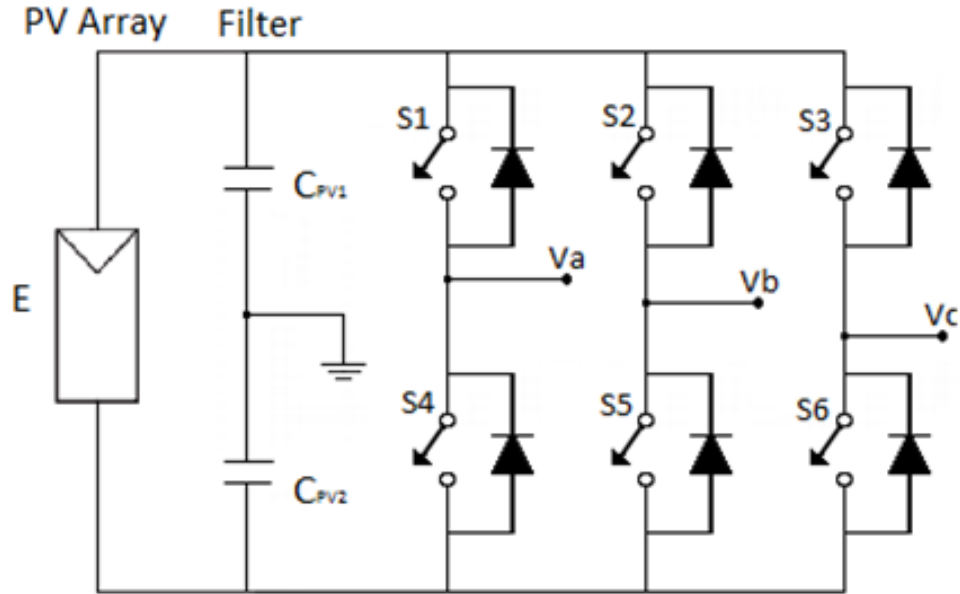 PV Array Filter
S1 S2 S3
CPV1
Va
E
Vb
Vc
S4 S5 S6
CPV2